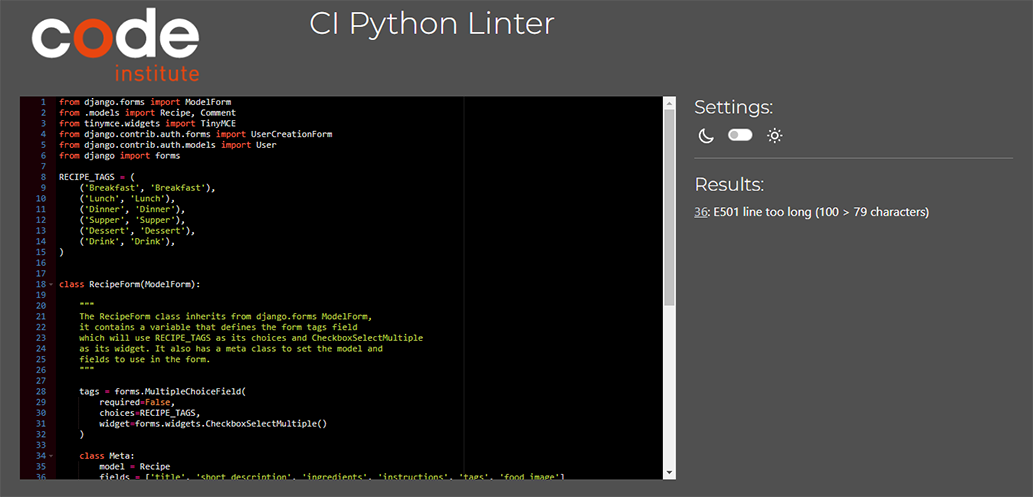 code
institute
CI Python Linter
1 from django.forms import ModelForm
2 from .models import Recipe, Comment
3 from tinymce.widgets import TinyMCE
4 from django.contrib.auth.forms import UserCreationForm
5 from django.contrib.auth.models import User
6 from django import forms
7
8 RECIPE_TAGS = (
9     ('Breakfast', 'Breakfast'),
10     ('Lunch', 'Lunch'),
11     ('Dinner', 'Dinner'),
12     ('Supper', 'Supper'),
13     ('Dessert', 'Dessert'),
14     ('Drink', 'Drink'),
15 )
16
17
18 class RecipeForm(ModelForm):
19
20     """
21     The RecipeForm class inherits from django.forms ModelForm,
22     it contains a variable that defines the form tags field
23     which will use RECIPE_TAGS as its choices and CheckboxSelectMultiple
24     as its widget. It also has a meta class to set the model and
25     fields to use in the form.
26     """
27
28     tags = forms.MultipleChoiceField(
29         required=False,
30         choices=RECIPE_TAGS,
31         widget=forms.widgets.CheckboxSelectMultiple()
32     )
33
34     class Meta:
35         model = Recipe
36         fields = ['title', 'short_description', 'ingredients', 'instructions', 'tags', 'food_image']
Settings:
Results:
36: E501 line too long (100 > 79 characters)